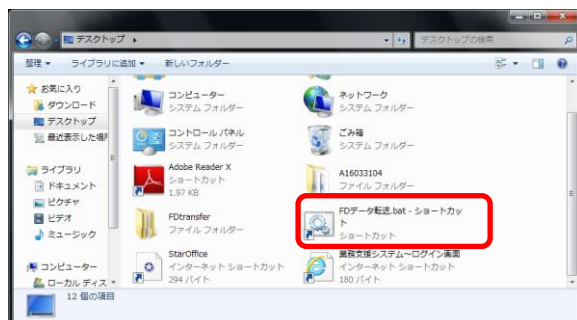 デスクトップ
デスクトップの検索
整理 ライブラリに追加 新しいフォルダー
お気に入り
ダウンロード
デスクトップ
最近表示した場所
ライブラリ
ドキュメント
ピクチャ
ビデオ
ミュージック
コンピューター
ローカル ディス
コンピューター
システム フォルダー
ネットワーク
システム フォルダー
コントロール パネル
システム フォルダー
ごみ箱
システム フォルダー
Adobe Reader X
ショートカット
1.97 KB
A16033104
ファイル フォルダー
FDtransfer
ファイル フォルダー
FDデータ転送.bat - ショートカッ
ト
ショートカット
StarOffice
インターネット ショートカット
294 バイト
業務支援システム～ログイン画面
インターネット ショートカット
180 バイト
12 個の項目